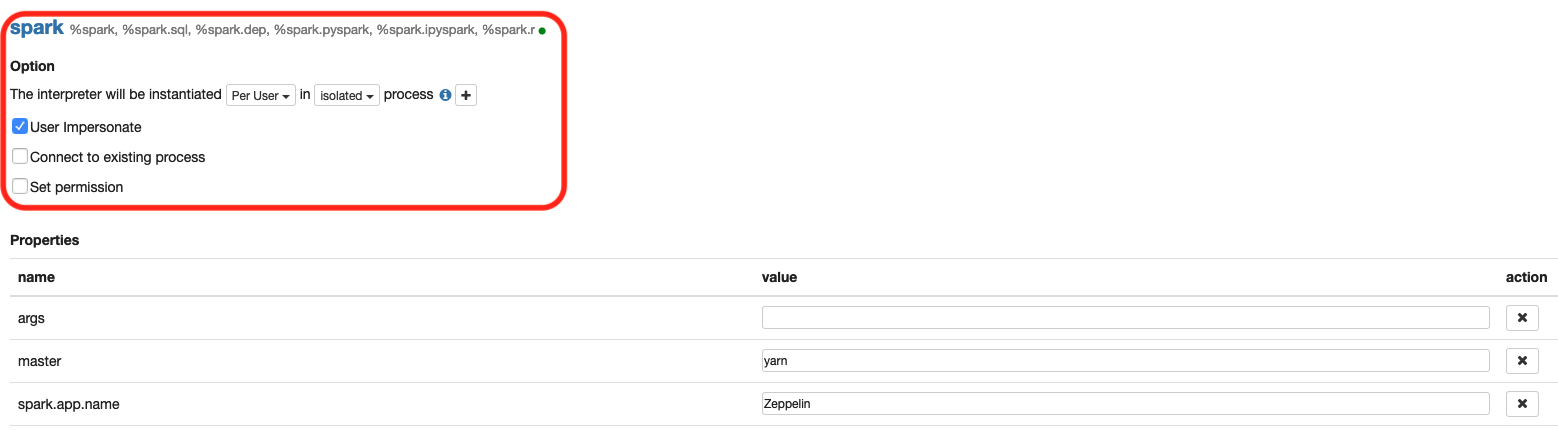 spark %spark, %spark.sql, %spark.dep, %spark.pyspark, %spark.ipyspark, %spark.r
Option
The interpreter will be instantiated Per User in isolated process
User Impersonate
Connect to existing process
Set permission
Properties
name value action
args
master yarn
spark.app.name Zeppelin